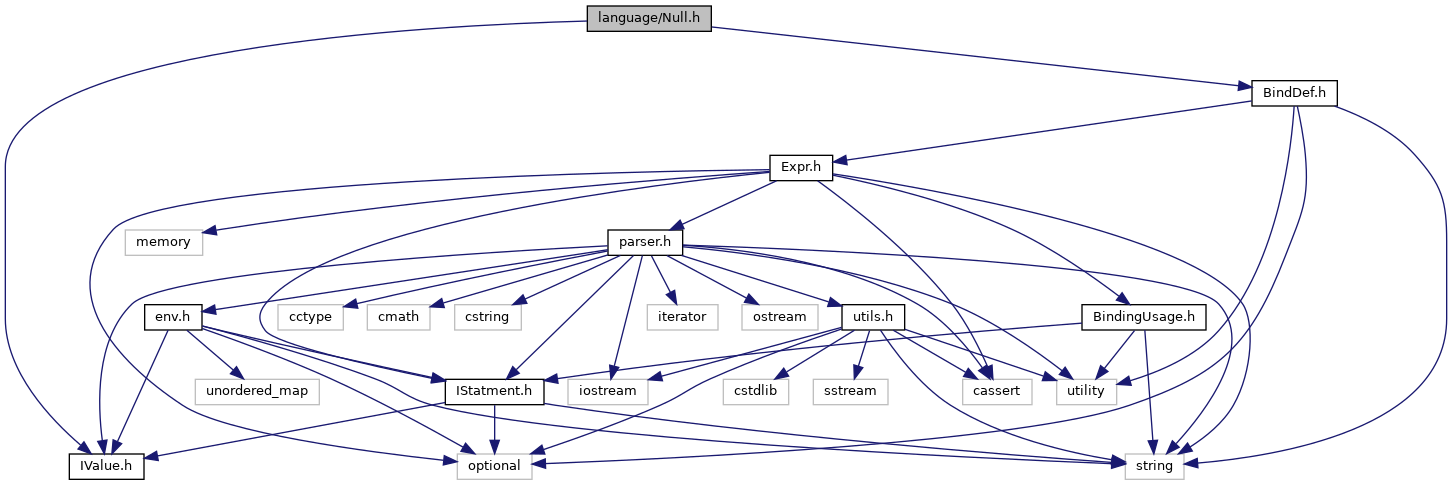 language/Null.h
BindDef.h
Expr.h
memory
parser.h
env.h
cctype
cmath
cstring
iterator
ostream
utils.h
BindingUsage.h
unordered_map
IStatment.h
iostream
cstdlib
sstream
cassert
utility
IValue.h
optional
string